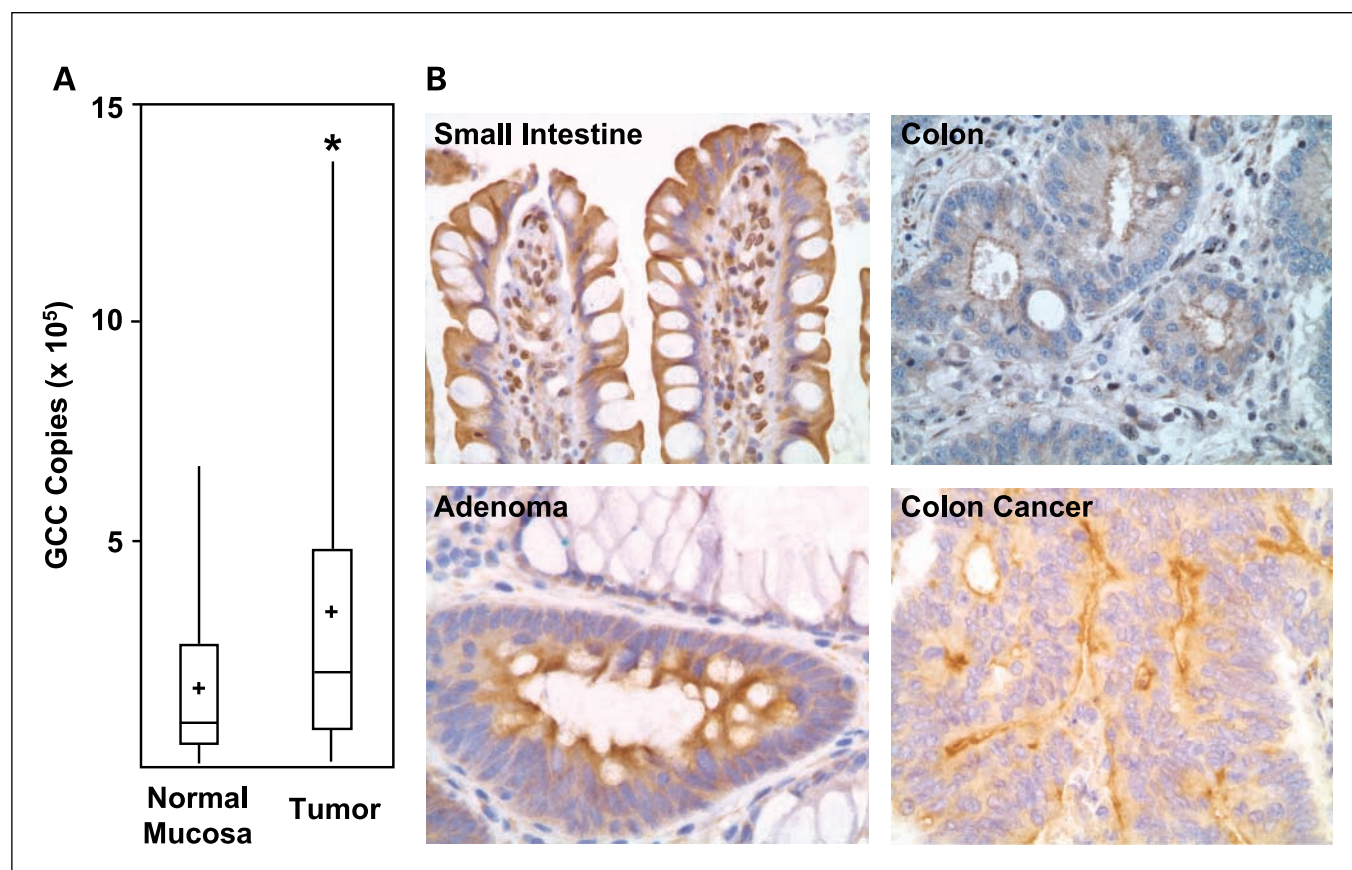 A
15
10
5
GCC Copies (x 10⁵)
*
+
+
Normal
Mucosa
Tumor
B
Small Intestine
Colon
Adenoma
Colon Cancer